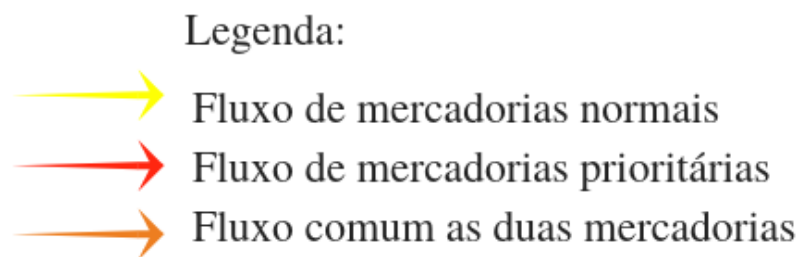 Legenda:
Fluxo de mercadorias normais
Fluxo de mercadorias prioritárias
Fluxo comum as duas mercadorias